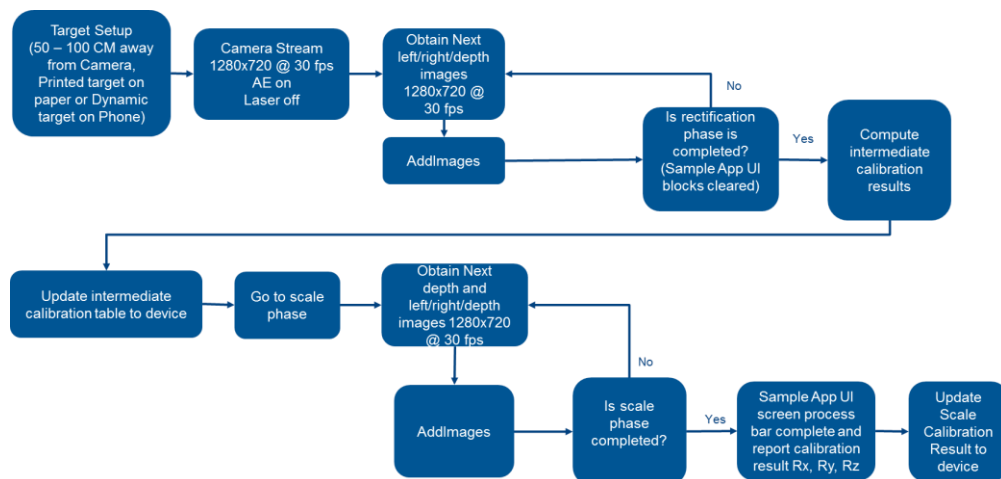 Target Setup
(50 – 100 CM away
from Camera,
Printed target on
paper or Dynamic
target on Phone)
Camera Stream
1280x720 @ 30 fps
AE on
Laser off
Obtain Next
left/right/depth
images
1280x720 @
30 fps
AddImages
No
Is rectification
phase is
completed?
(Sample App UI
blocks cleared)
Yes
Compute
intermediate
calibration
results
Update intermediate
calibration table to device
Go to scale
phase
Obtain Next
depth and
left/right/depth
images 1280x720
@ 30 fps
AddImages
No
Is scale
phase
completed?
Yes
Sample App UI
screen process
bar complete and
report calibration
result Rx, Ry, Rz
Update
Scale
Calibration
Result to
device